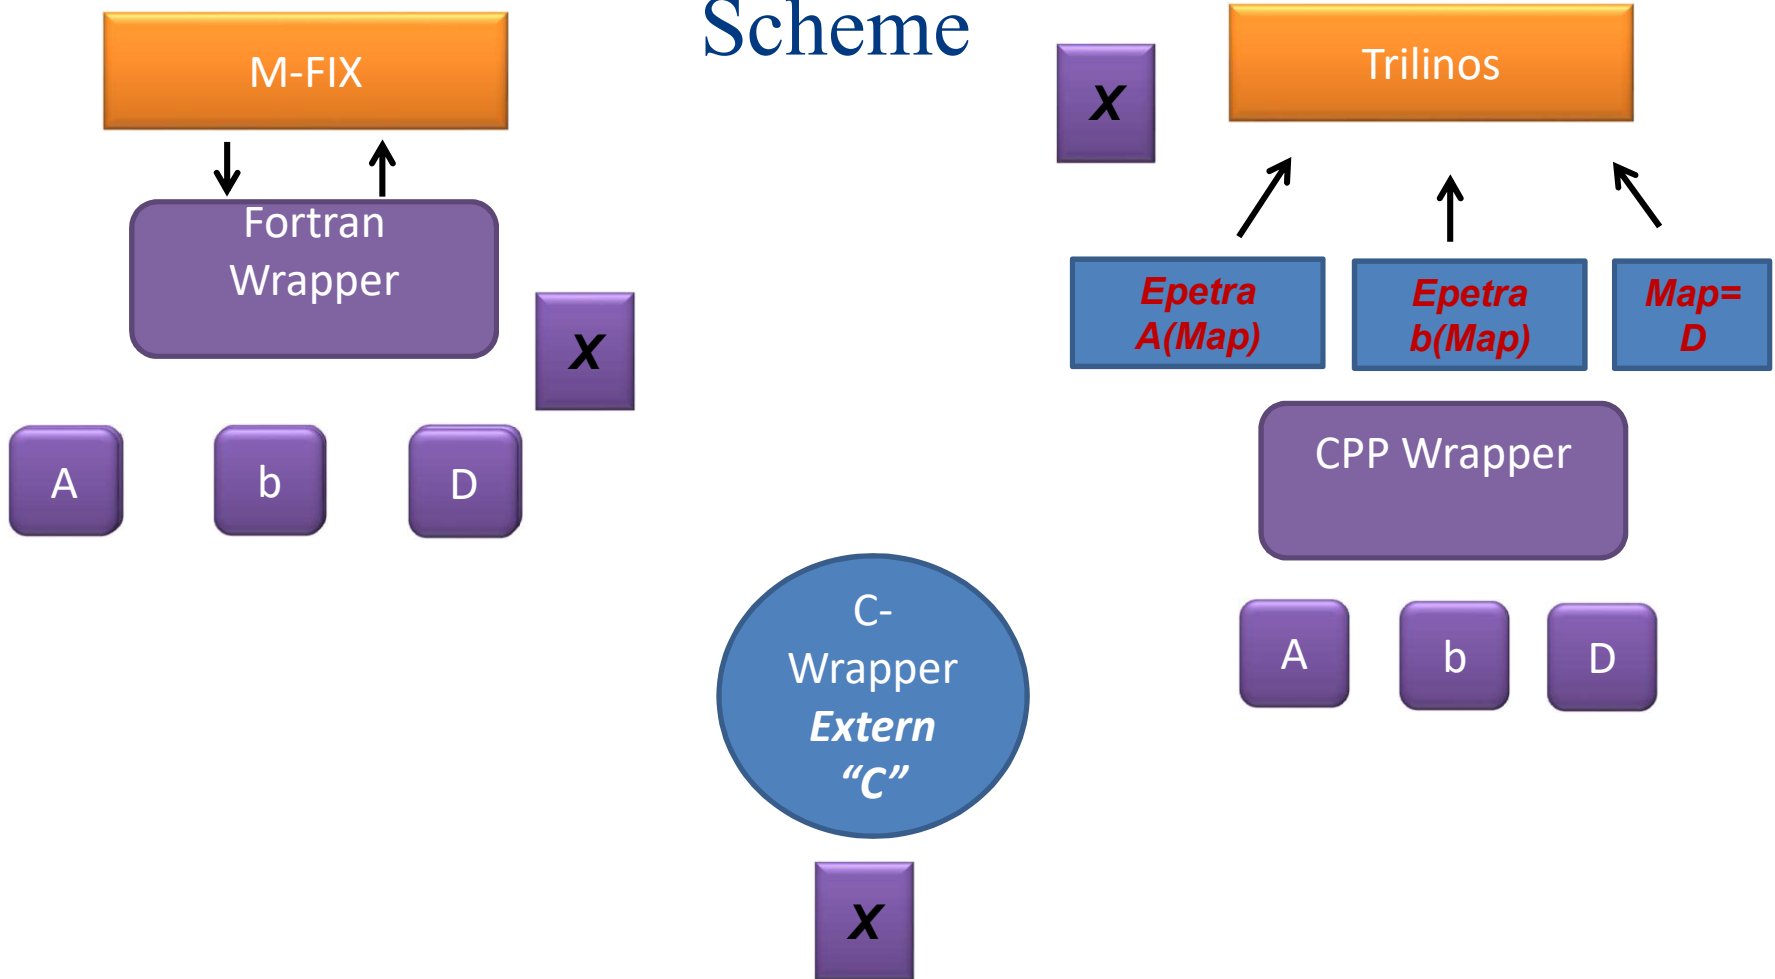 Scheme
M-FIX
Fortran
Wrapper
X
A
b
D
C-
Wrapper
Extern
“C”
X
X
Trilinos
Epetra
A(Map)
Epetra
b(Map)
Map=
D
CPP Wrapper
A
b
D